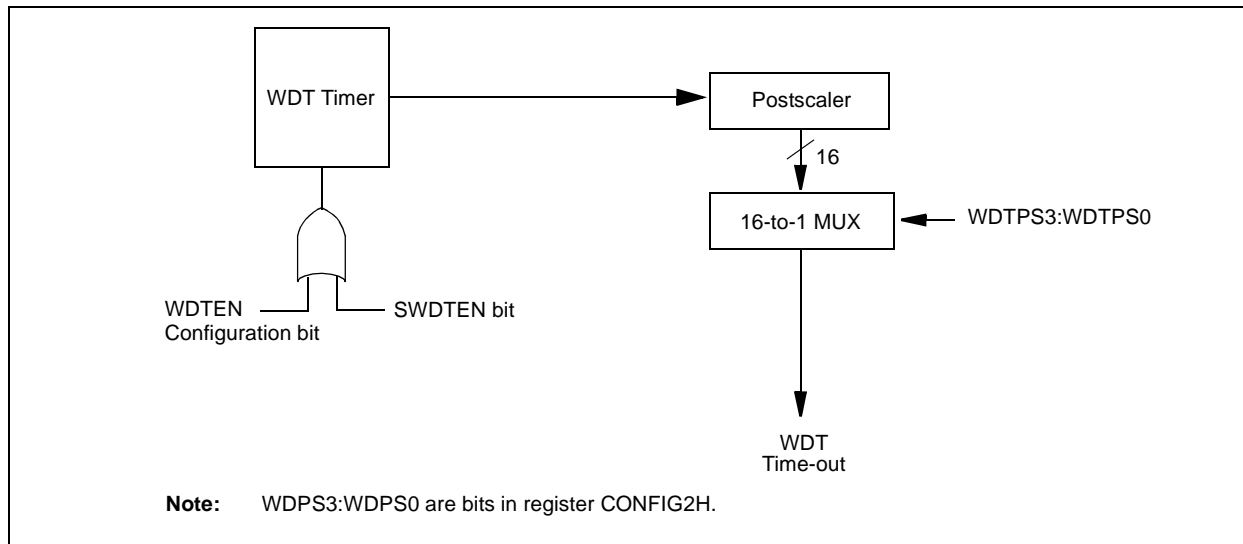 WDT Timer
Postscaler
16
16-to-1 MUX
WDTPS3:WDTPS0
WDTEN
Configuration bit
SWDTEN bit
WDT
Time-out
Note: WDPS3:WDPS0 are bits in register CONFIG2H.